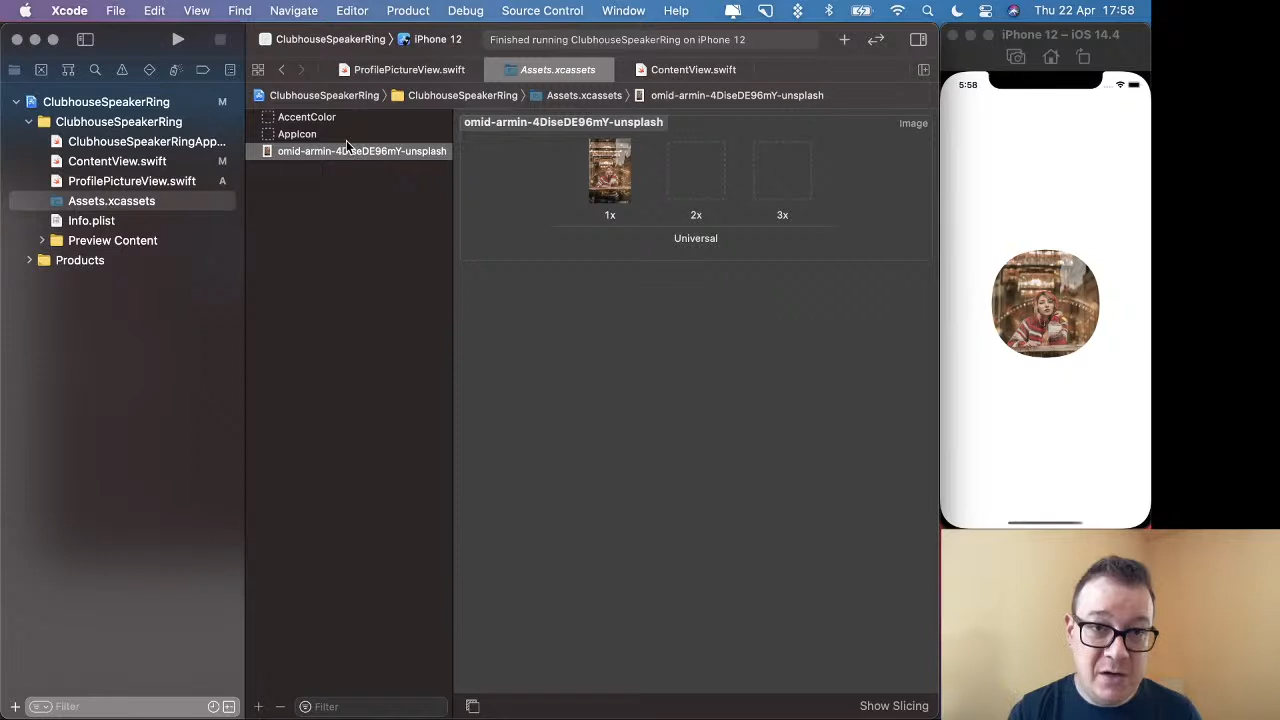 Xcode File Edit View Find Navigate Editor Product Debug Source Control Window Help Thu 22 Apr 17:58
ClubhouseSpeakerRing iPhone 12 Finished running ClubhouseSpeakerRing on iPhone 12
iPhone 12 – iOS 14.4
ProfilePictureView.swift Assets.xcassets ContentView.swift
5:58
ClubhouseSpeakerRing ClubhouseSpeakerRing Assets.xcassets omid-armin-4DiseDE96mY-unsplash
ClubhouseSpeakerRing M
ClubhouseSpeakerRing
ClubhouseSpeakerRingApp...
ContentView.swift M
ProfilePictureView.swift A
Assets.xcassets
Info.plist
Preview Content
Products
AccentColor
AppIcon
omid-armin-4DiseDE96mY-unsplash
omid-armin-4DiseDE96mY-unsplash Image
1x 2x 3x
Universal
Filter
Filter
Show Slicing